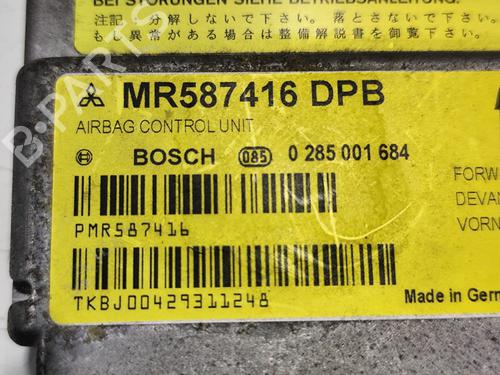 BEI STÖRUNGEN SIEHE BETRIEBSANLEITUNG.
注記、分解しないで下さい。落とさないで下さい。
もし異常がある場合は整備解説書を御覧下さい。
MR587416 DPB
AIRBAG CONTROL UNIT
BOSCH 085 0 285 001 684
FORW
DEVAN
VORN
PMR587416
TKBJ00429311248
Made in Germ
B-PARTS